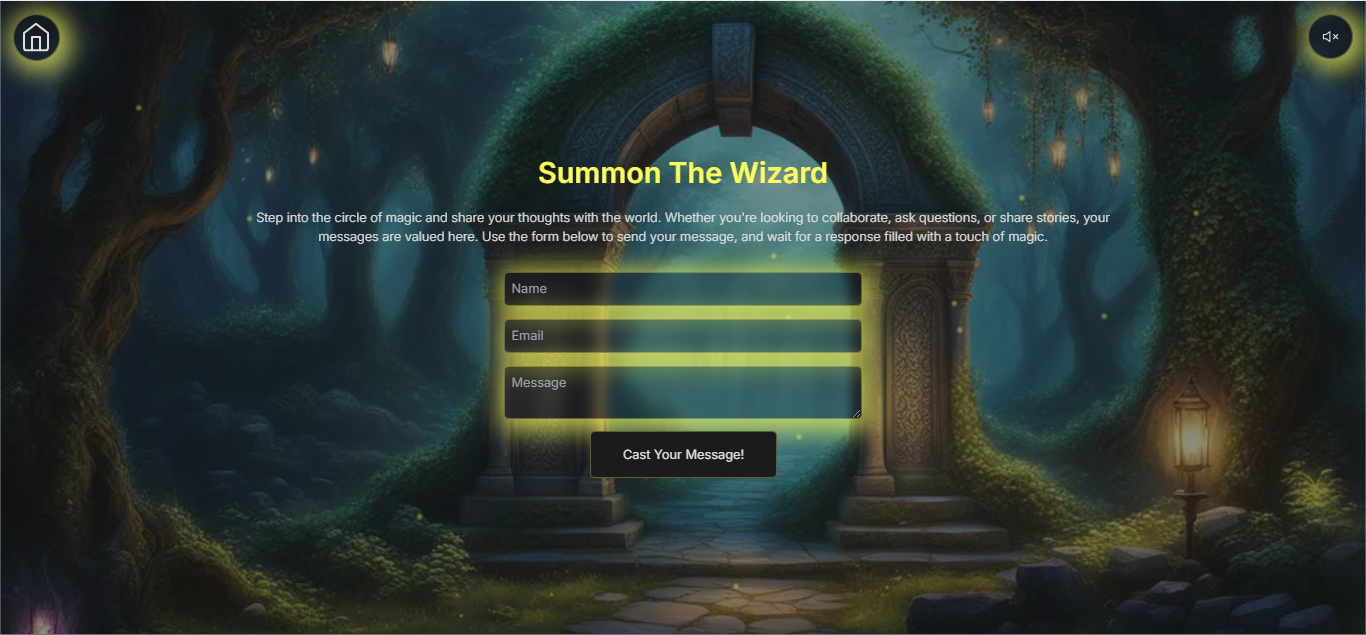 Summon The Wizard
Step into the circle of magic and share your thoughts with the world. Whether you're looking to collaborate, ask questions, or share stories, your
messages are valued here. Use the form below to send your message, and wait for a response filled with a touch of magic.
Name
Email
Message
Cast Your Message!